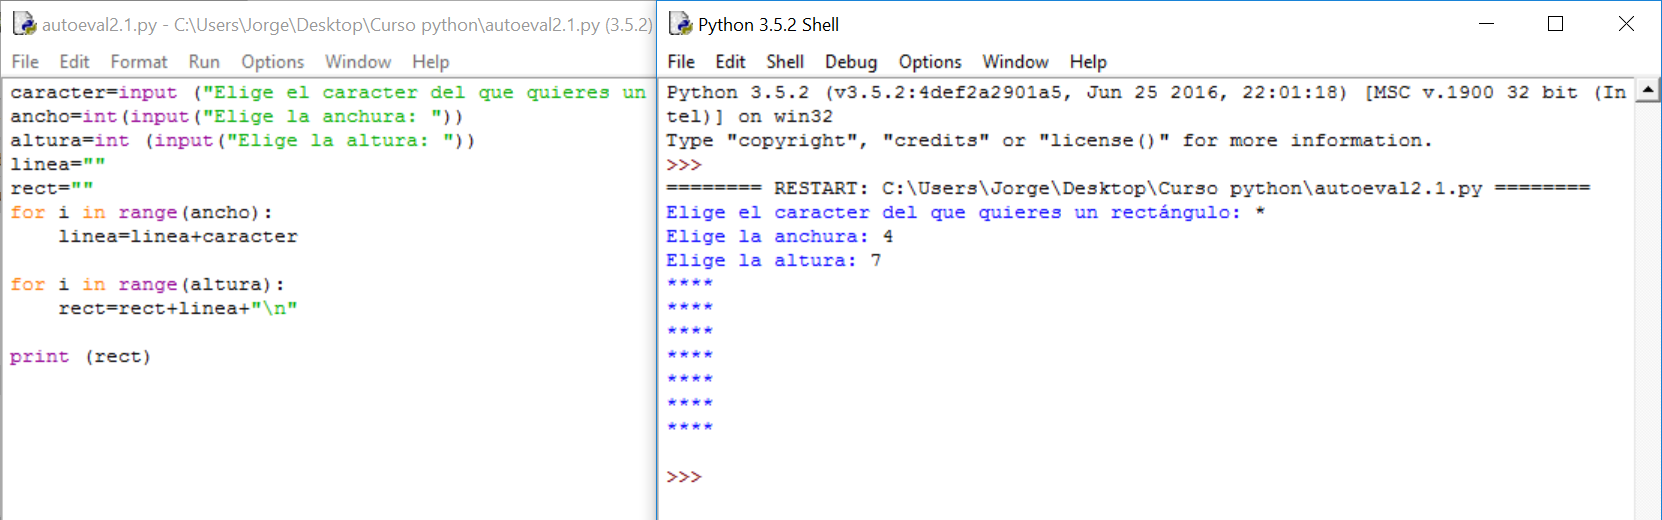 autoeval2.1.py - C:\Users\Jorge\Desktop\Curso python\autoeval2.1.py (3.5.2)
File Edit Format Run Options Window Help
caracter=input ("Elige el caracter del que quieres un
ancho=int(input("Elige la anchura: "))
altura=int (input("Elige la altura: "))
linea=""
rect=""
for i in range(ancho):
    linea=linea+caracter
for i in range(altura):
    rect=rect+linea+"\n"
print (rect)
Python 3.5.2 Shell
File Edit Shell Debug Options Window Help
Python 3.5.2 (v3.5.2:4def2a2901a5, Jun 25 2016, 22:01:18) [MSC v.1900 32 bit (In
tel)] on win32
Type "copyright", "credits" or "license()" for more information.
>>>
======== RESTART: C:\Users\Jorge\Desktop\Curso python\autoeval2.1.py ========
Elige el caracter del que quieres un rectángulo: *
Elige la anchura: 4
Elige la altura: 7
****
****
****
****
****
****
****
>>>